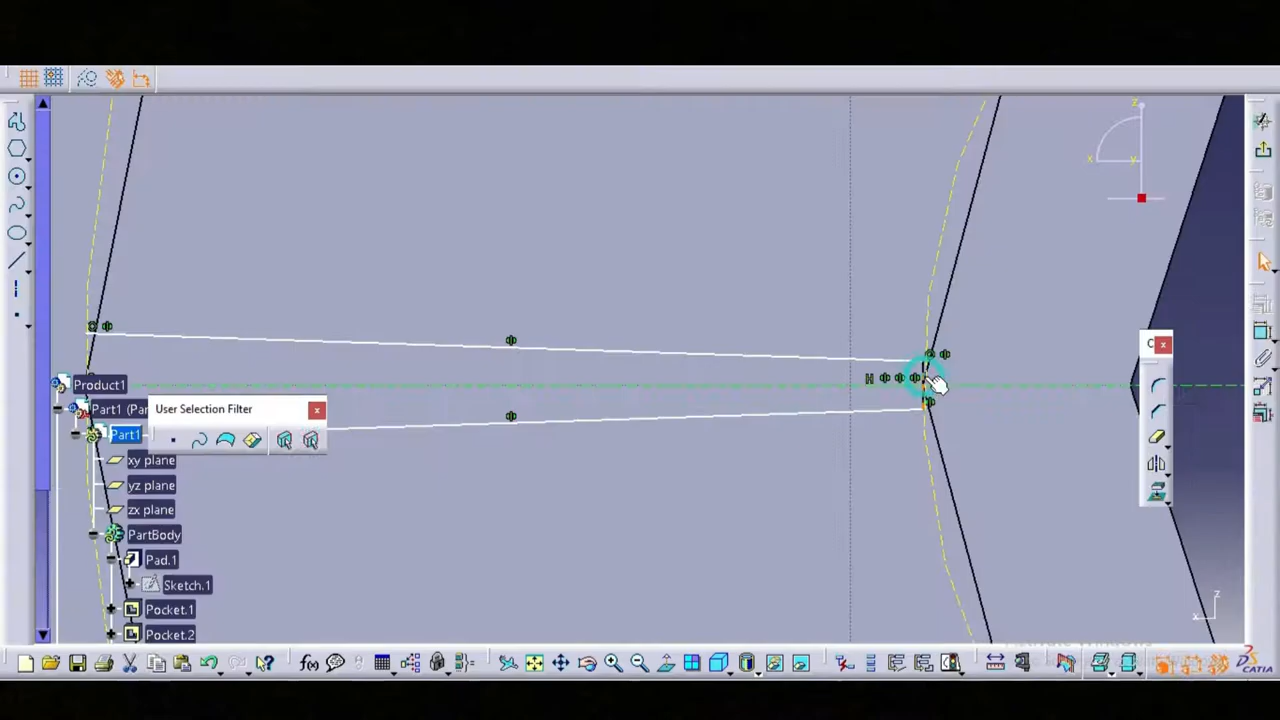 z
x
y
H
C
Product1
Part1 (Par
User Selection Filter
Part1
xy plane
yz plane
zx plane
PartBody
Pad.1
Sketch.1
Pocket.1
Pocket.2
z
x
f(x)
CATIA